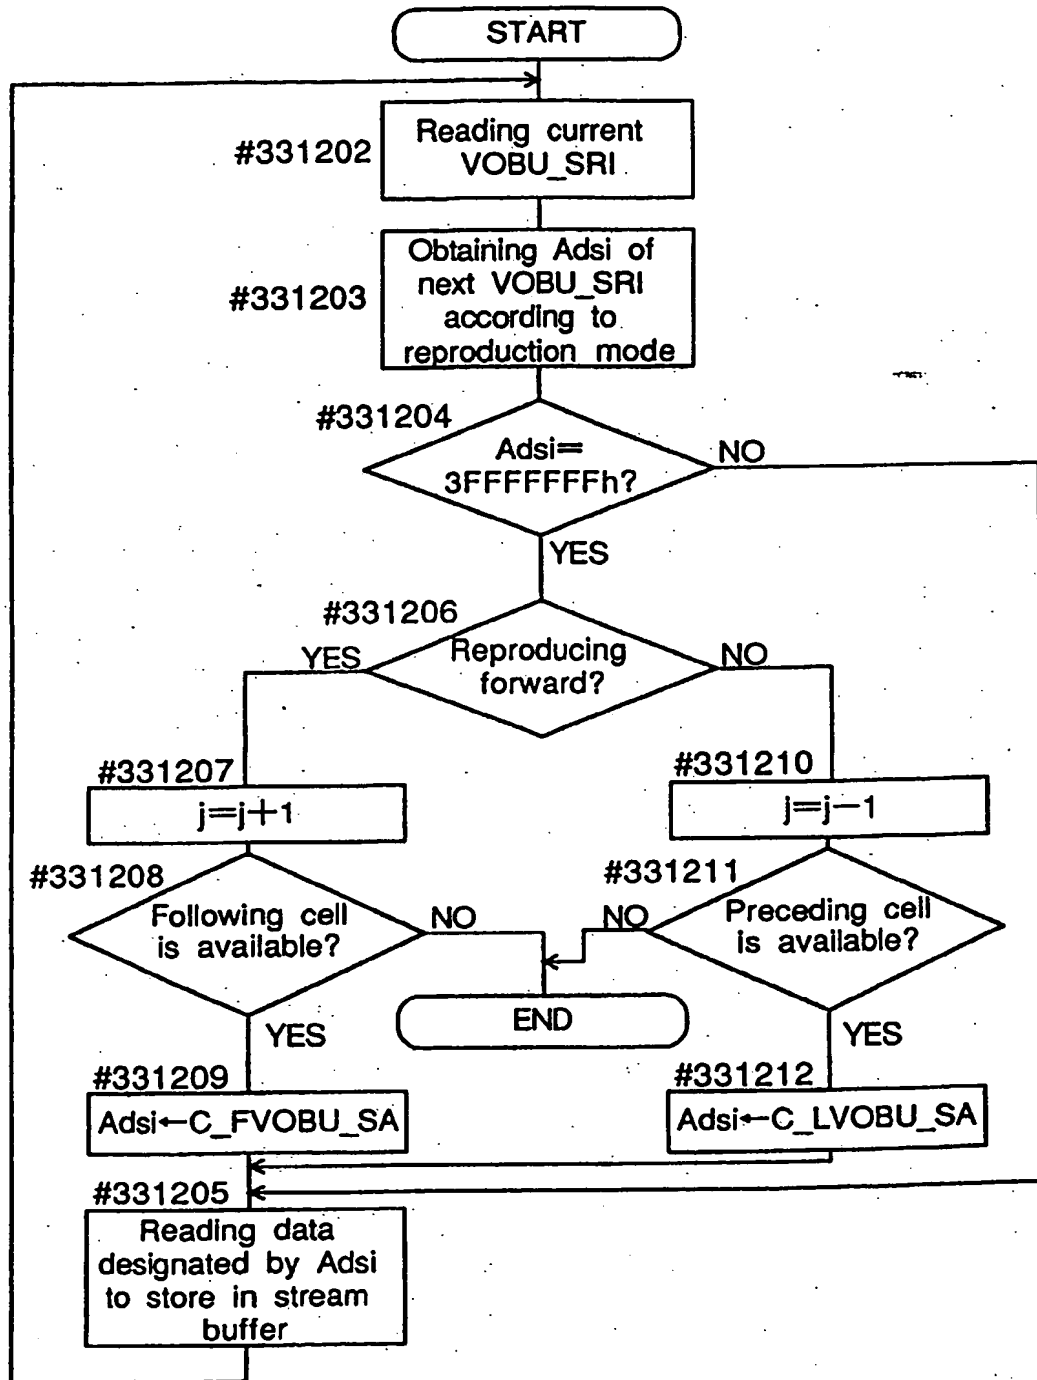 START
#331202
Reading current
VOBU_SRI
#331203
Obtaining Adsi of
next VOBU_SRI
according to
reproduction mode
#331204
Adsi=
3FFFFFFFh?
NO
YES
#331206
Reproducing
forward?
YES
NO
#331207
j=j+1
#331210
j=j−1
#331208
Following cell
is available?
NO
#331211
Preceding cell
is available?
NO
END
YES
YES
#331209
Adsi←C_FVOBU_SA
#331212
Adsi←C_LVOBU_SA
#331205
Reading data
designated by Adsi
to store in stream
buffer